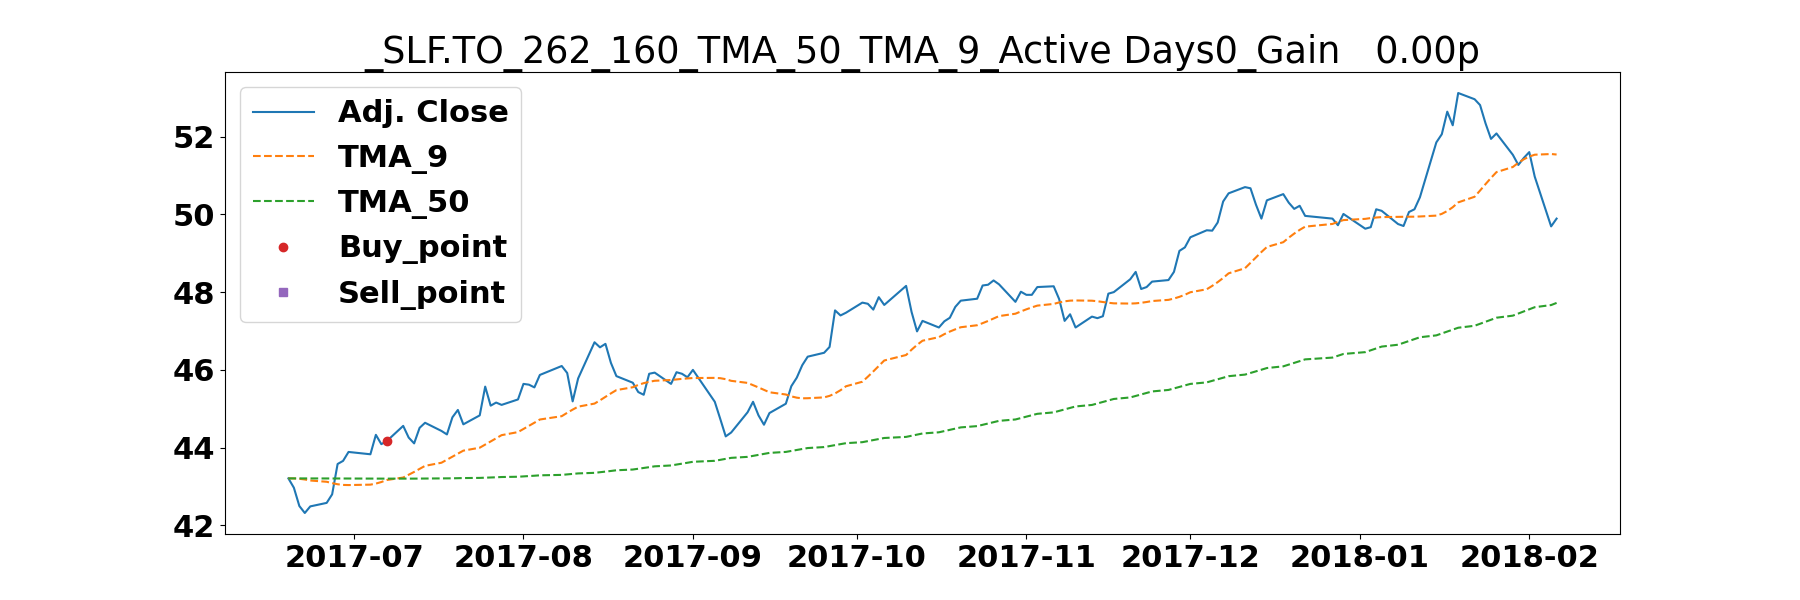 _SLF.TO_262_160_TMA_50_TMA_9_Active Days0_Gain   0.00p
Adj. Close
TMA_9
TMA_50
Buy_point
Sell_point
52
50
48
46
44
42
2017-07 2017-08 2017-09 2017-10 2017-11 2017-12 2018-01 2018-02